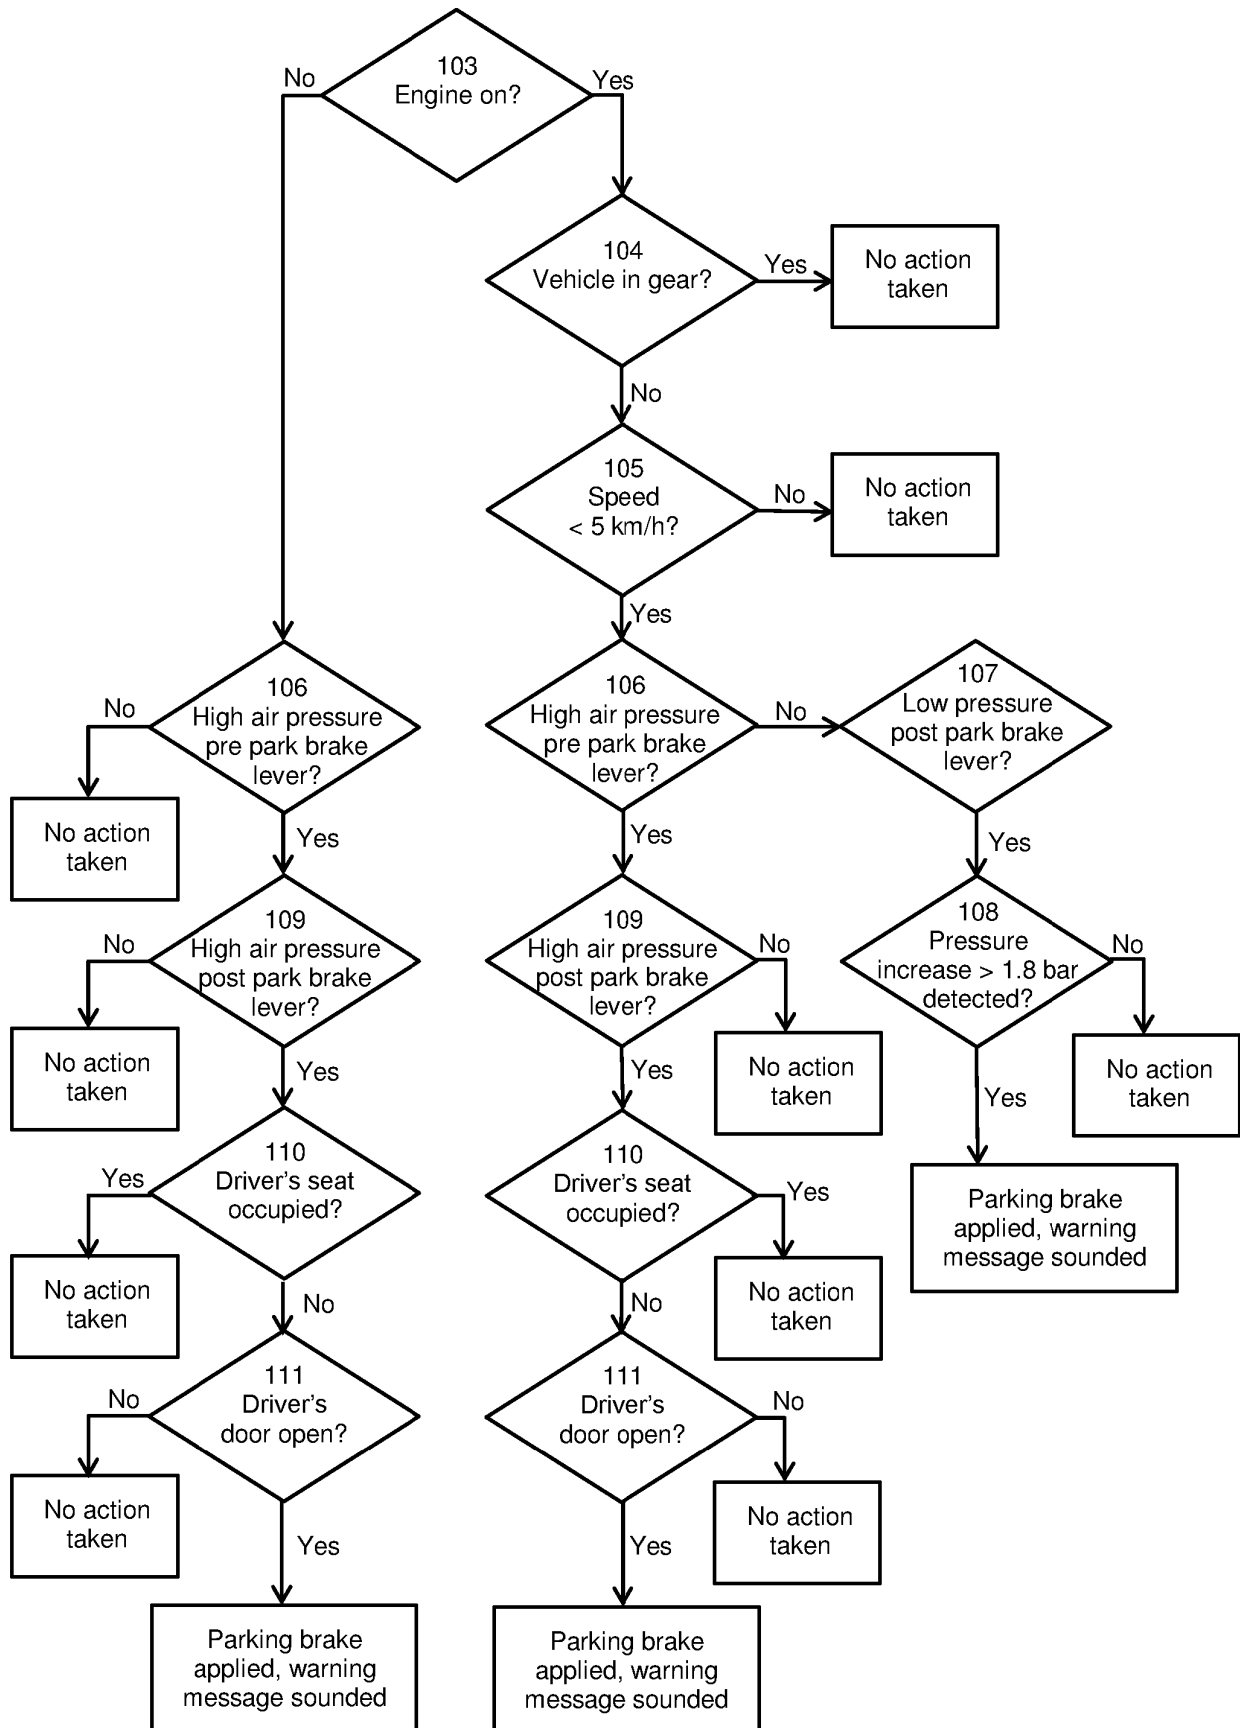 No
103
Engine on?
Yes
104
Vehicle in gear?
Yes
No action
taken
No
105
Speed
< 5 km/h?
No
No action
taken
Yes
No
106
High air pressure
pre park brake
lever?
No action
taken
Yes
106
High air pressure
pre park brake
lever?
No
107
Low pressure
post park brake
lever?
Yes
Yes
No
109
High air pressure
post park brake
lever?
No action
taken
Yes
109
High air pressure
post park brake
lever?
No
No action
taken
Yes
108
Pressure
increase > 1.8 bar
detected?
No
No action
taken
Yes
Parking brake
applied, warning
message sounded
Yes
110
Driver's seat
occupied?
No action
taken
No
110
Driver's seat
occupied?
Yes
No action
taken
No
No
111
Driver's
door open?
No action
taken
Yes
Parking brake
applied, warning
message sounded
111
Driver's
door open?
No
No action
taken
Yes
Parking brake
applied, warning
message sounded